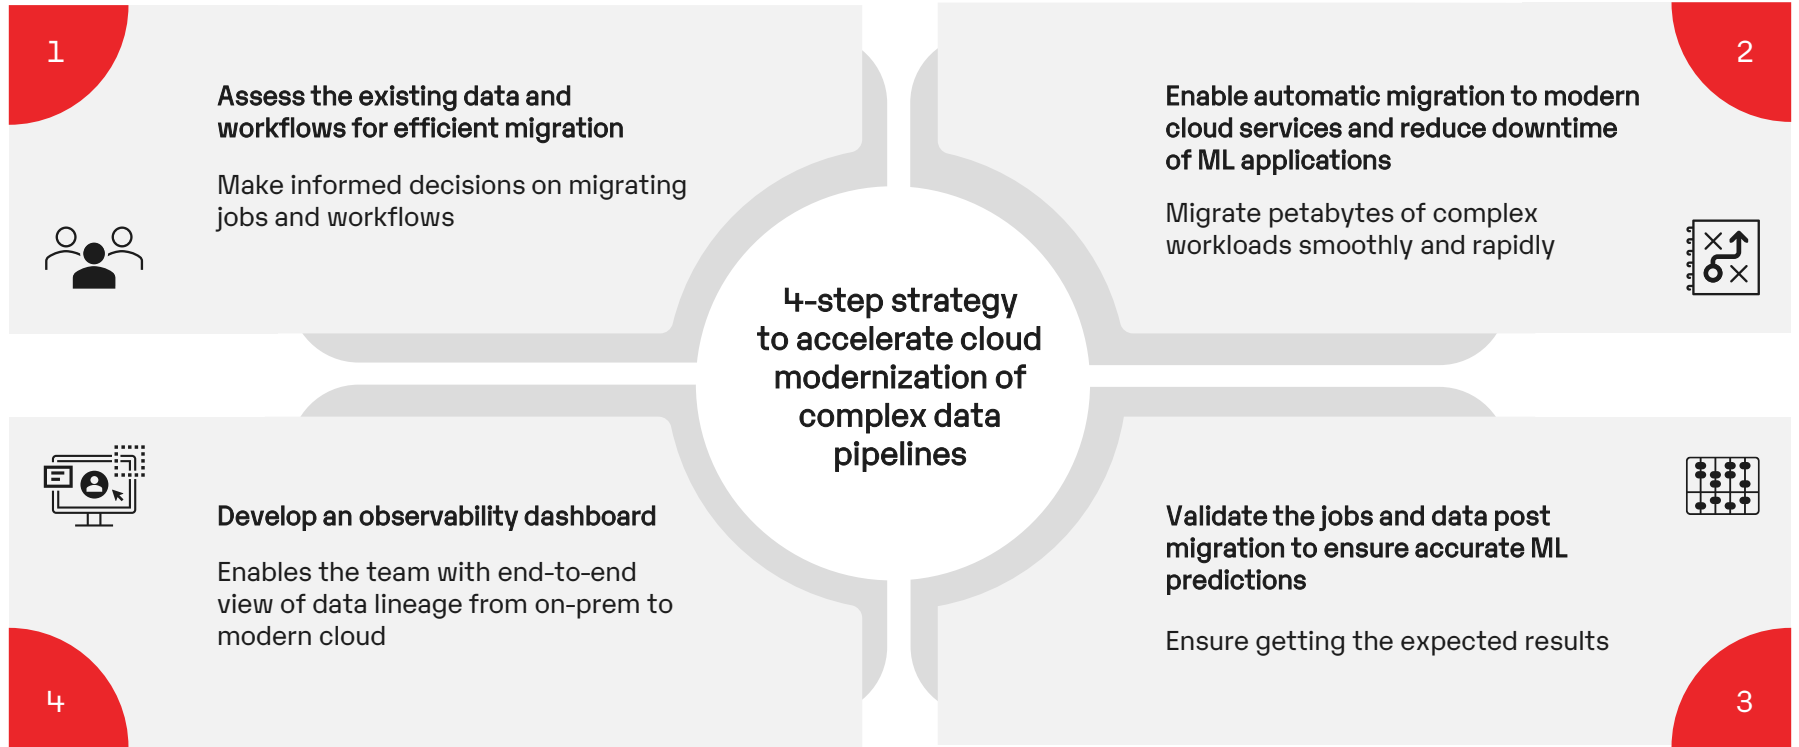 1
Assess the existing data and
workflows for efficient migration
Make informed decisions on migrating
jobs and workflows
2
Enable automatic migration to modern
cloud services and reduce downtime
of ML applications
Migrate petabytes of complex
workloads smoothly and rapidly
4-step strategy
to accelerate cloud
modernization of
complex data
pipelines
Validate the jobs and data post
migration to ensure accurate ML
predictions
Ensure getting the expected results
3
Develop an observability dashboard
Enables the team with end-to-end
view of data lineage from on-prem to
modern cloud
4